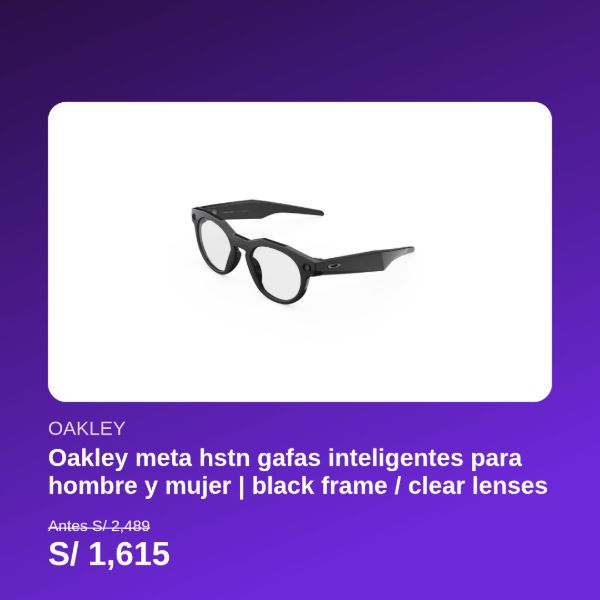 OAKLEY
Oakley meta hstn gafas inteligentes para
hombre y mujer | black frame / clear lenses
Antes S/ 2,489
S/ 1,615